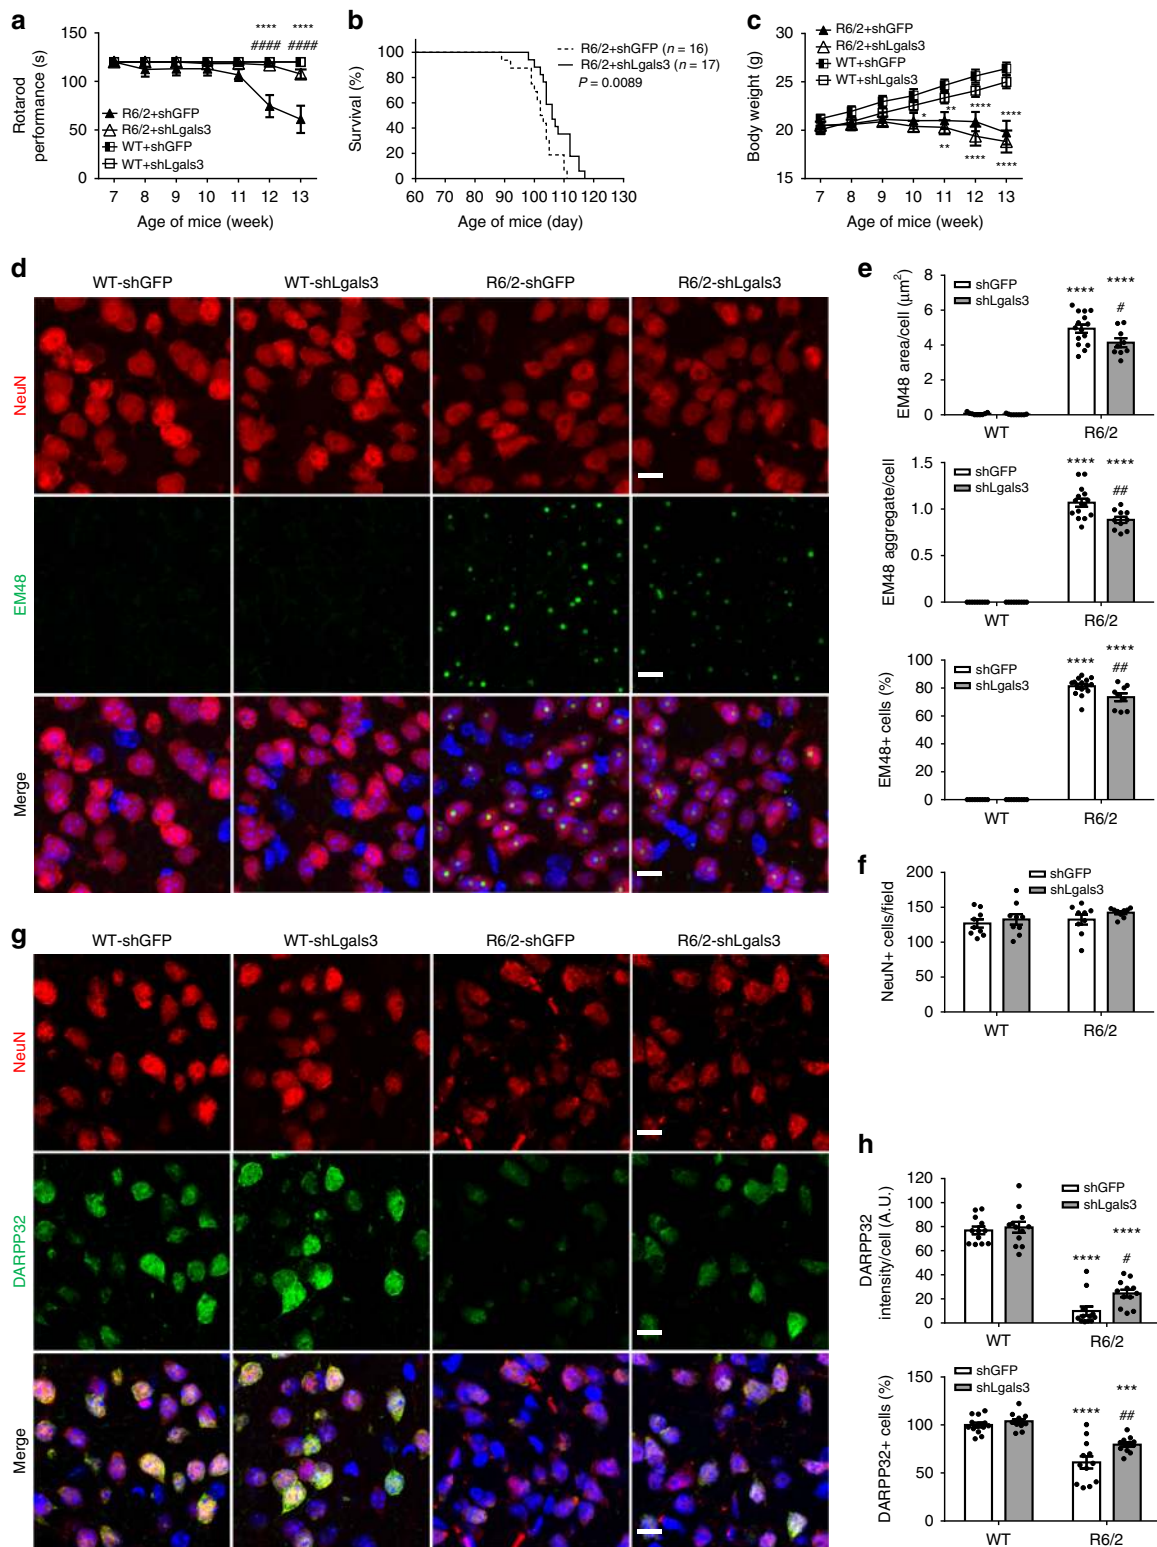 a
****
****
####
####
150
100
50
0
Rotarod
performance (s)
R6/2+shGFP
R6/2+shLgals3
WT+shGFP
WT+shLgals3
7 8 9 10 11 12 13
Age of mice (week)
b
R6/2+shGFP (n = 16)
R6/2+shLgals3 (n = 17)
P = 0.0089
100
80
60
40
20
0
Survival (%)
60 70 80 90 100 110 120 130
Age of mice (day)
c
R6/2+shGFP
R6/2+shLgals3
WT+shGFP
WT+shLgals3
30
25
20
15
Body weight (g)
* ** **** ****
** **** ****
7 8 9 10 11 12 13
Age of mice (week)
d
WT-shGFP WT-shLgals3 R6/2-shGFP R6/2-shLgals3
NeuN
EM48
Merge
e
shGFP
shLgals3
**** ****
#
8
6
4
2
0
EM48 area/cell (μm²)
WT R6/2
shGFP
shLgals3
**** ****
##
1.5
1.0
0.5
0
EM48 aggregate/cell
WT R6/2
shGFP
shLgals3
**** ****
##
100
80
60
40
20
0
EM48+ cells (%)
WT R6/2
f
shGFP
shLgals3
200
150
100
50
0
NeuN+ cells/field
WT R6/2
g
WT-shGFP WT-shLgals3 R6/2-shGFP R6/2-shLgals3
NeuN
DARPP32
Merge
h
shGFP
shLgals3
**** ****
#
120
100
80
60
40
20
0
DARPP32
intensity/cell (A.U.)
WT R6/2
shGFP
shLgals3
**** ***
##
150
100
50
0
DARPP32+ cells (%)
WT R6/2